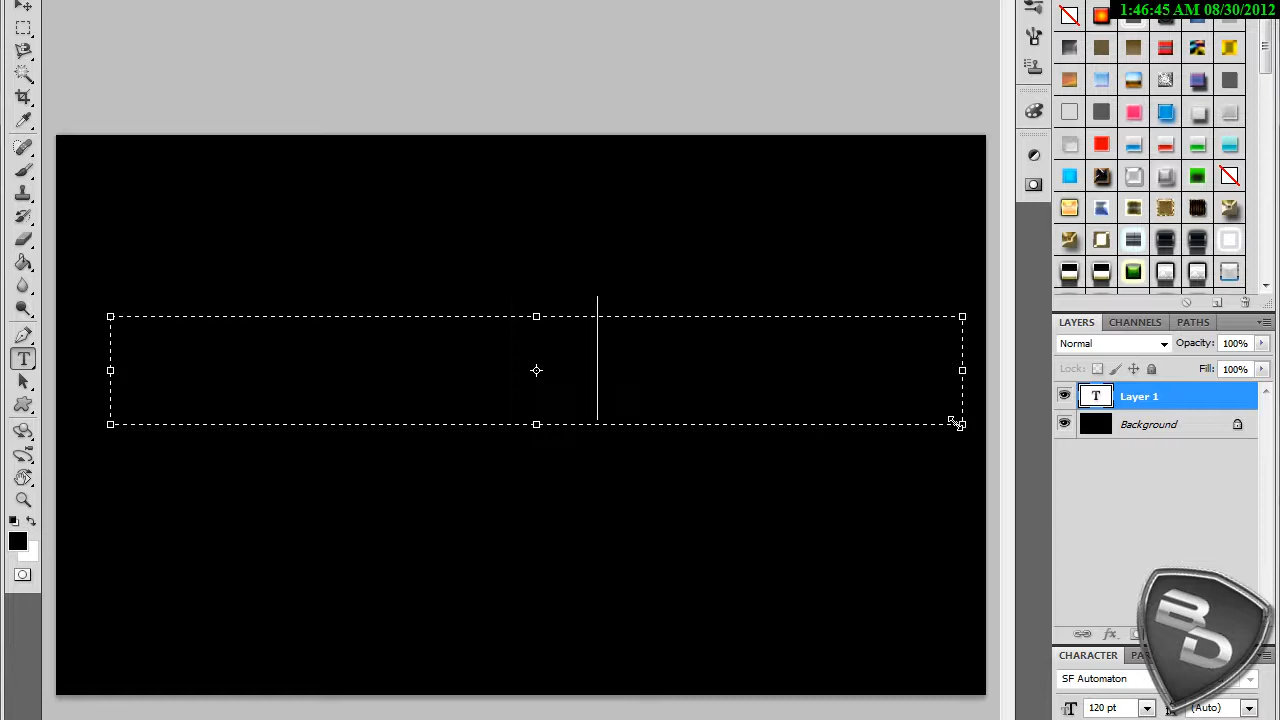 1:46:45 AM 08/30/2012
LAYERS CHANNELS PATHS
Normal Opacity: 100%
Lock: Fill: 100%
T Layer 1
Background
CHARACTER
SF Automaton
120 pt (Auto)
BD